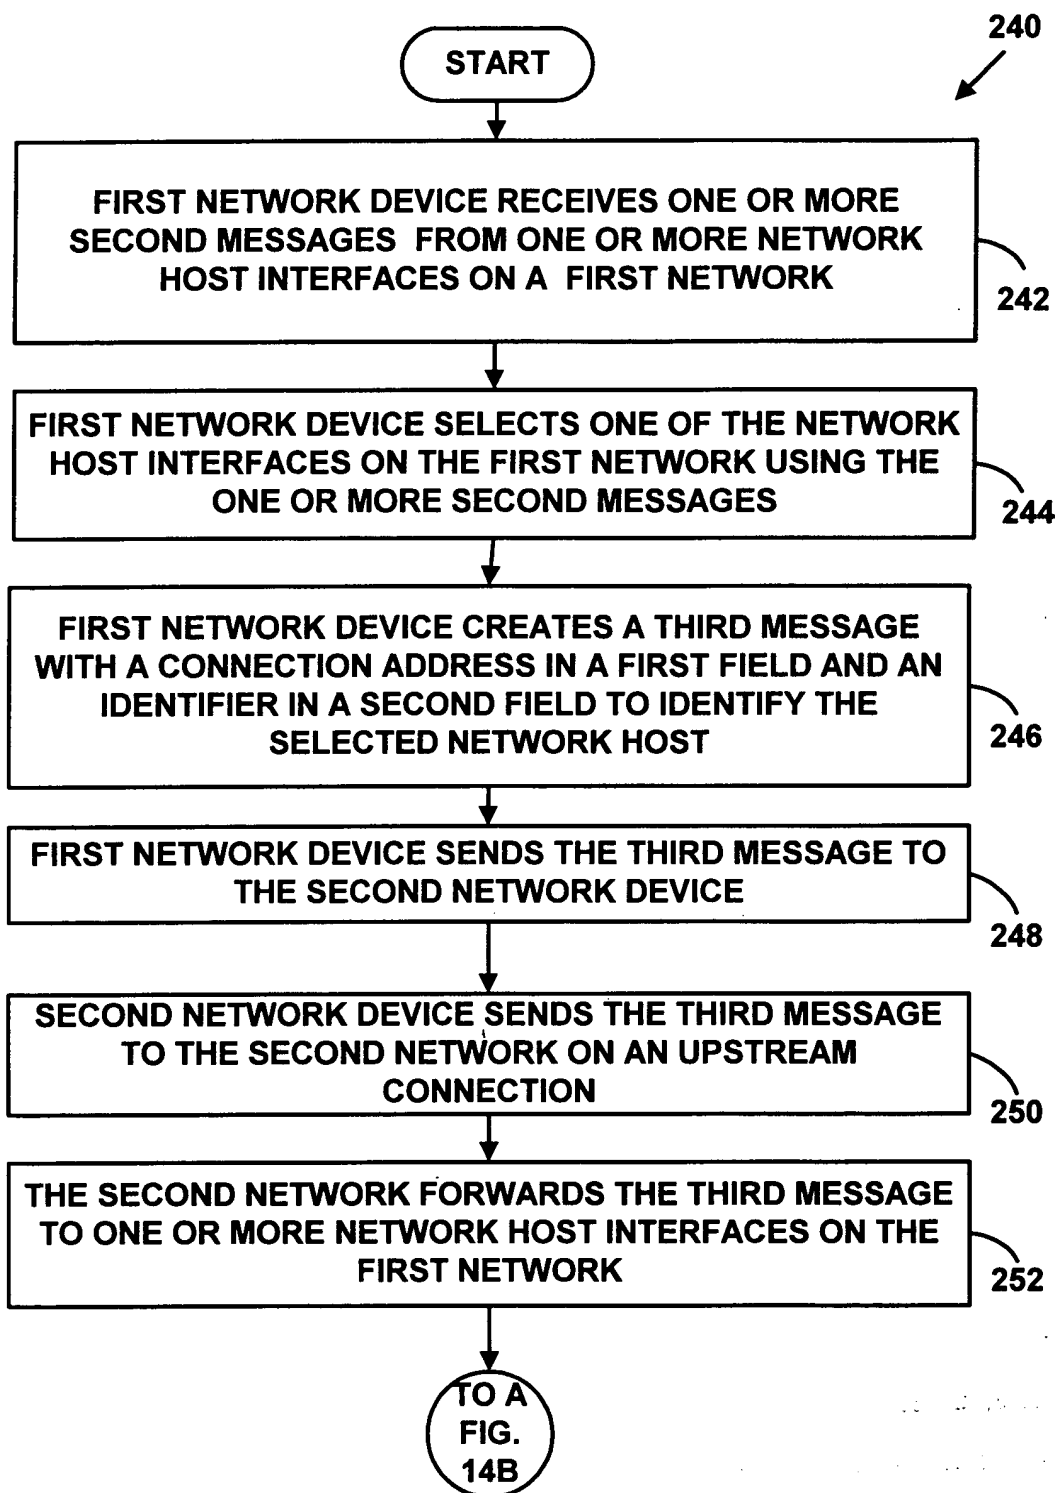 240
START
FIRST NETWORK DEVICE RECEIVES ONE OR MORE
SECOND MESSAGES FROM ONE OR MORE NETWORK
HOST INTERFACES ON A FIRST NETWORK
242
FIRST NETWORK DEVICE SELECTS ONE OF THE NETWORK
HOST INTERFACES ON THE FIRST NETWORK USING THE
ONE OR MORE SECOND MESSAGES
244
FIRST NETWORK DEVICE CREATES A THIRD MESSAGE
WITH A CONNECTION ADDRESS IN A FIRST FIELD AND AN
IDENTIFIER IN A SECOND FIELD TO IDENTIFY THE
SELECTED NETWORK HOST
246
FIRST NETWORK DEVICE SENDS THE THIRD MESSAGE TO
THE SECOND NETWORK DEVICE
248
SECOND NETWORK DEVICE SENDS THE THIRD MESSAGE
TO THE SECOND NETWORK ON AN UPSTREAM
CONNECTION
250
THE SECOND NETWORK FORWARDS THE THIRD MESSAGE
TO ONE OR MORE NETWORK HOST INTERFACES ON THE
FIRST NETWORK
252
TO A
FIG.
14B